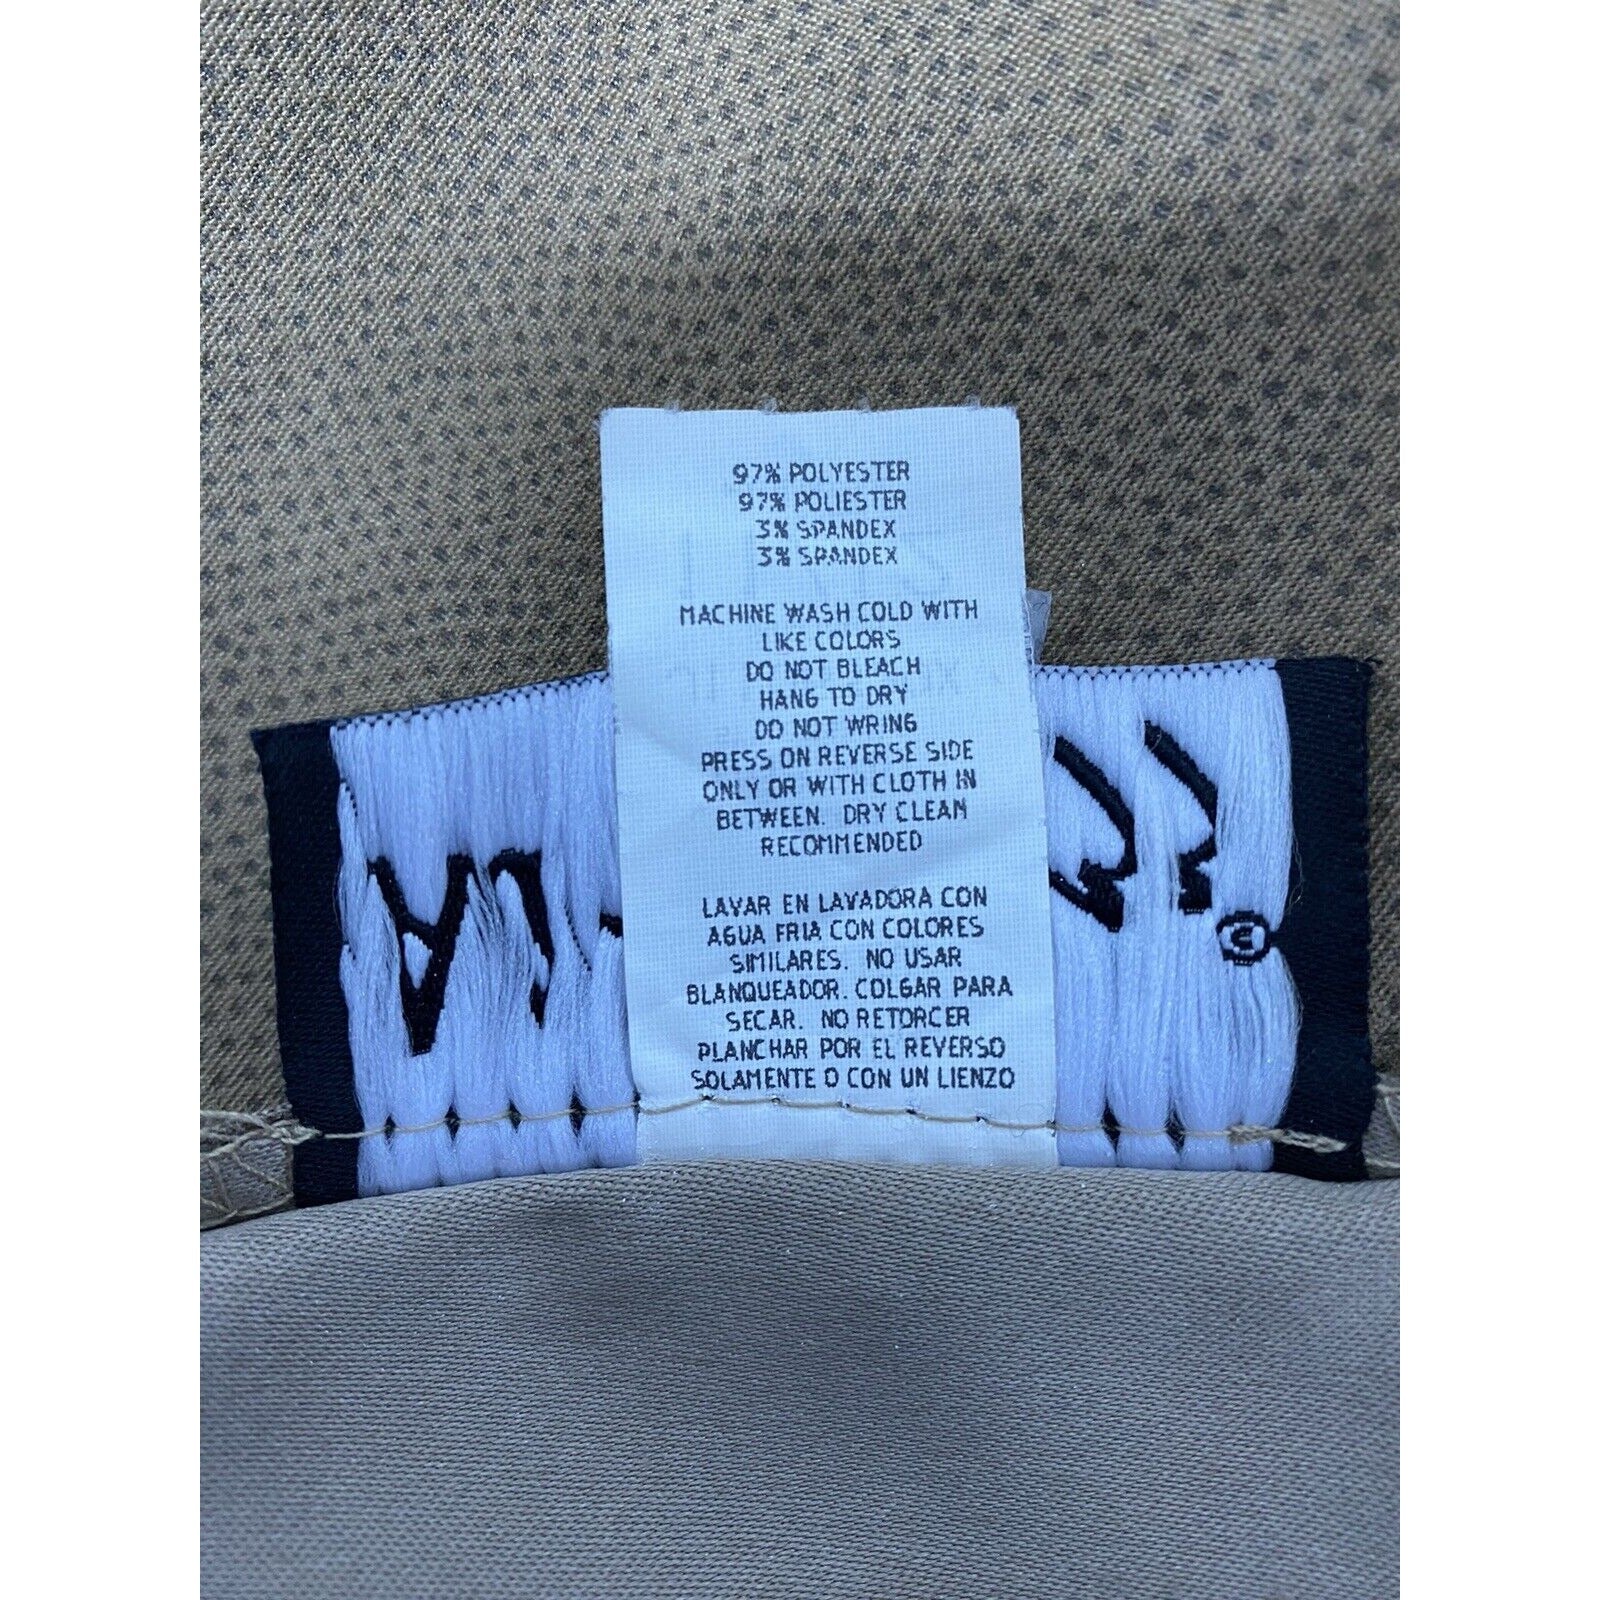 97% POLYESTER
97% POLIESTER
3% SPANDEX
3% SPANDEX
MACHINE WASH COLD WITH
LIKE COLORS
DO NOT BLEACH
HANG TO DRY
DO NOT WRING
PRESS ON REVERSE SIDE
ONLY OR WITH CLOTH IN
BETWEEN. DRY CLEAN
RECOMMENDED
LAVAR EN LAVADORA CON
AGUA FRIA CON COLORES
SIMILARES. NO USAR
BLANQUEADOR. COLGAR PARA
SECAR. NO RETORCER
PLANCHAR POR EL REVERSO
SOLAMENTE O CON UN LIENZO